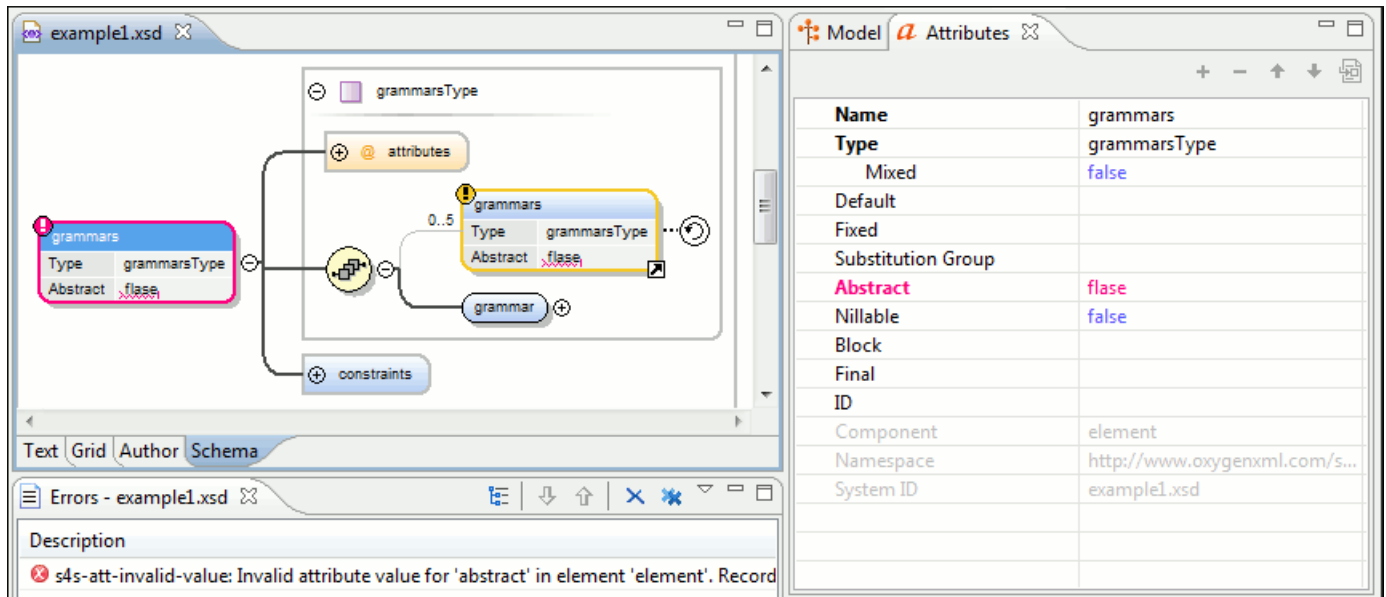 example1.xsd
grammarsType
@ attributes
grammars
0..5
Type grammarsType
Abstract flase
grammars
Type grammarsType
Abstract flase
grammar
constraints
Text Grid Author Schema
Errors - example1.xsd
Description
s4s-att-invalid-value: Invalid attribute value for 'abstract' in element 'element'. Record
Model a Attributes
Name grammars
Type grammarsType
Mixed false
Default
Fixed
Substitution Group
Abstract flase
Nillable false
Block
Final
ID
Component element
Namespace http://www.oxygenxml.com/s...
System ID example1.xsd